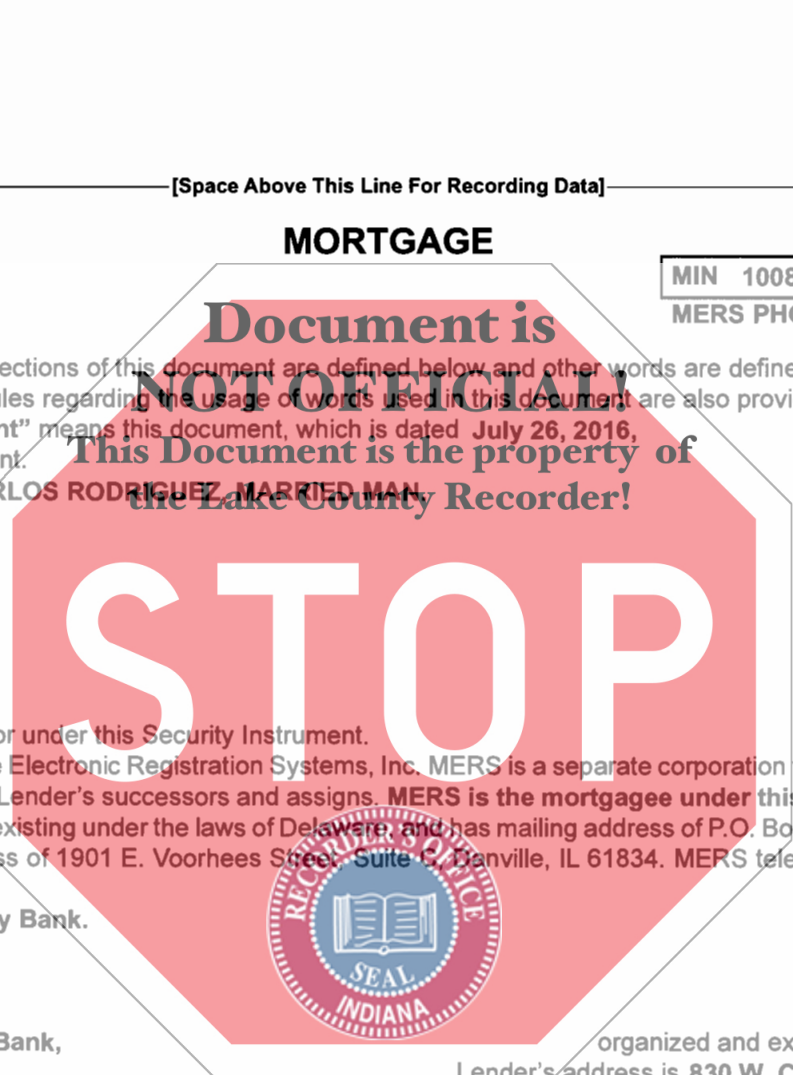 [Space Above This Line For Recording Data]
MORTGAGE
MIN 1008
MERS PHO
Document is
ections of this document are defined below and other words are define
NOT OFFICIAL!
les regarding the usage of words used in this document are also provi
nt” means this document, which is dated July 26, 2016,
This Document is the property of
nt.
RLOS RODRIGUEZ, MARRIED MAN.
the Lake County Recorder!
STOP
or under this Security Instrument.
e Electronic Registration Systems, Inc. MERS is a separate corporation
Lender’s successors and assigns. MERS is the mortgagee under this
existing under the laws of Delaware, and has mailing address of P.O. Bo
ss of 1901 E. Voorhees Street, Suite C, Danville, IL 61834. MERS tele
RECORDER'S OFFICE
y Bank.
SEAL
INDIANA
Bank,
organized and ex
Lender’s address is 830 W. C